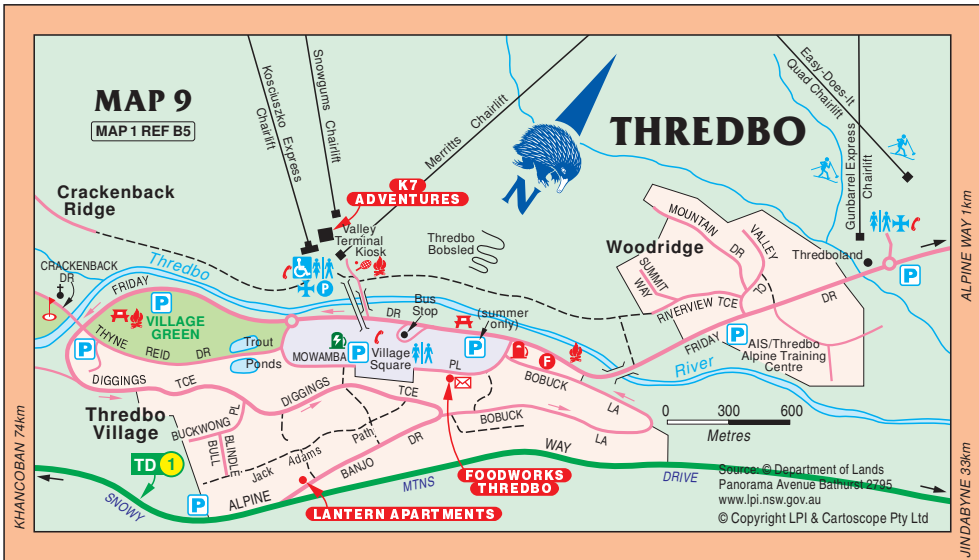 MAP 9
MAP 1 REF B5
THREDBO
Kosciuszko Express
Chairlift
Snowgums Chairlift
Merritts Chairlift
Easy-Does-It
Quad Chairlift
Gunbarrel Express
Chairlift
N
K7
ADVENTURES
Crackenback
Ridge
Valley
Terminal
Kiosk
Thredbo
Bobsled
Woodridge
MOUNTAIN
DR
VALLEY
CL
SUMMIT
WAY
RIVERVIEW TCE
Thredboland
DR
FRIDAY
P
AIS/Thredbo
Alpine Training
Centre
P
CRACKENBACK
DR
Thredbo
River
FRIDAY
P
VILLAGE
GREEN
P
P
THYNE
REID
DR
Trout
Ponds
Bus
Stop
(summer
only)
P
MOWAMBA
P
Village
Square
PL
F
BOBUCK
LA
DIGGINGS
TCE
DIGGINGS
TCE
BOBUCK
LA
Thredbo
Village
BUCKWONG
PL
BULL
BLINDLE
Jack Adams Path
BANJO
DR
TD 1
P
ALPINE
WAY
SNOWY
MTNS
DRIVE
LANTERN APARTMENTS
FOODWORKS
THREDBO
0 300 600
Metres
Source: © Department of Lands
Panorama Avenue Bathurst 2795
www.lpi.nsw.gov.au
© Copyright LPI & Cartoscope Pty Ltd
KHANCOBAN 74km
ALPINE WAY 1km
JINDABYNE 33km